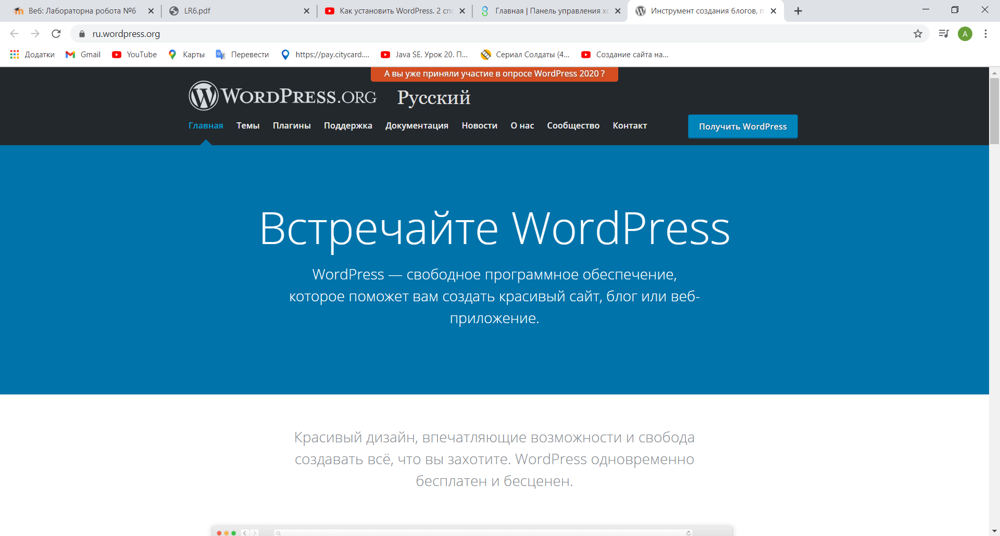 Веб: Лабораторна робота №6
LR6.pdf
Как установить WordPress. 2 спо
Главная | Панель управления хо
Инструмент создания блогов, п
ru.wordpress.org
A
Додатки
Gmail
YouTube
Карты
Перевести
https://pay.citycard....
Java SE. Урок 20. П...
Сериал Солдаты (4...
Создание сайта на...
А вы уже приняли участие в опросе WordPress 2020 ?
WORDPRESS.ORG
Русский
Главная
Темы
Плагины
Поддержка
Документация
Новости
О нас
Сообщество
Контакт
Получить WordPress
Встречайте WordPress
WordPress — свободное программное обеспечение,
которое поможет вам создать красивый сайт, блог или веб-
приложение.
Красивый дизайн, впечатляющие возможности и свобода
создавать всё, что вы захотите. WordPress одновременно
бесплатен и бесценен.